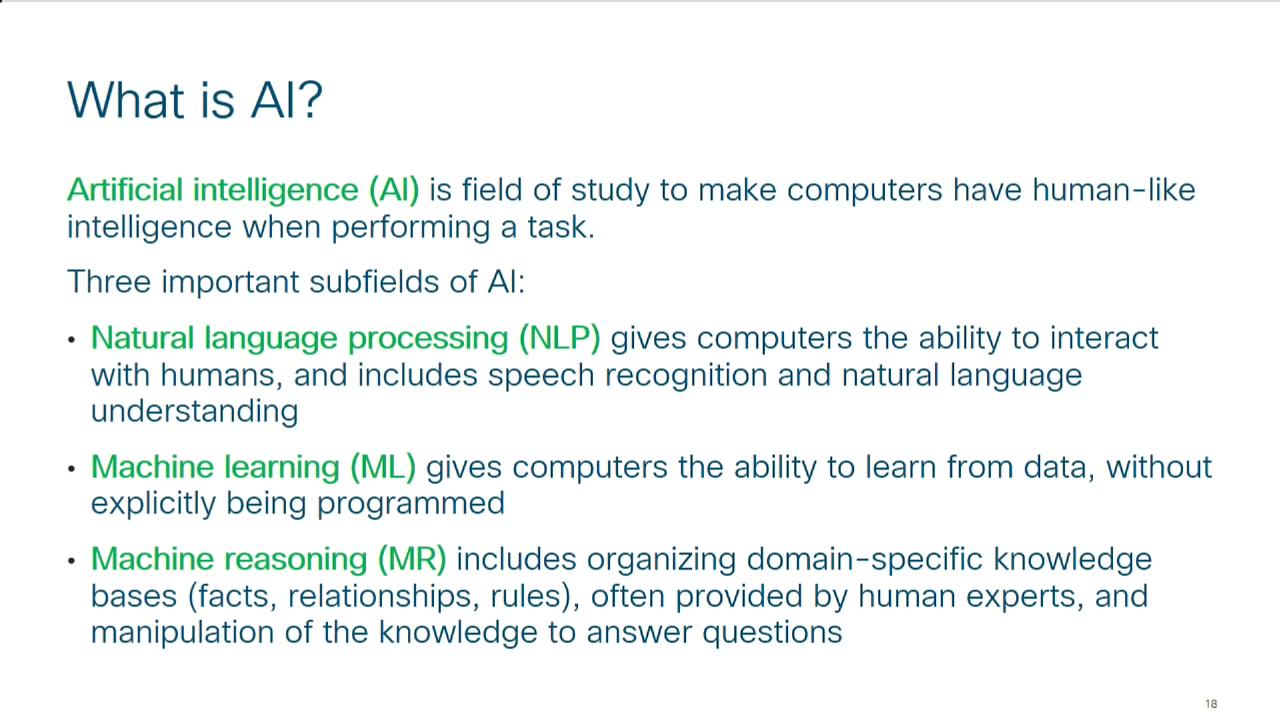 What is AI?
Artificial intelligence (AI) is field of study to make computers have human-like
intelligence when performing a task.
Three important subfields of AI:
• Natural language processing (NLP) gives computers the ability to interact
with humans, and includes speech recognition and natural language
understanding
• Machine learning (ML) gives computers the ability to learn from data, without
explicitly being programmed
• Machine reasoning (MR) includes organizing domain-specific knowledge
bases (facts, relationships, rules), often provided by human experts, and
manipulation of the knowledge to answer questions
18